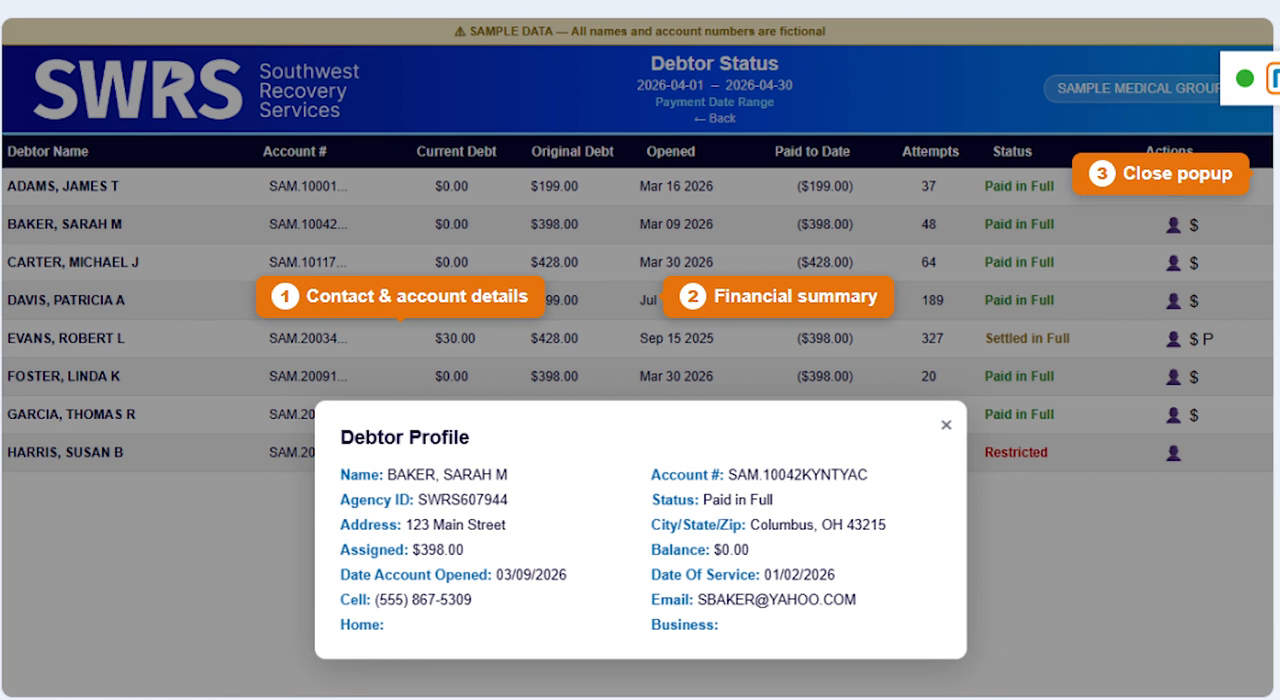 ⚠ SAMPLE DATA — All names and account numbers are fictional
SWRS
Southwest
Recovery
Services
Debtor Status
2026-04-01 – 2026-04-30
Payment Date Range
← Back
SAMPLE MEDICAL GROUP
Debtor Name Account # Current Debt Original Debt Opened Paid to Date Attempts Status Actions
3 Close popup
ADAMS, JAMES T SAM.10001... $0.00 $199.00 Mar 16 2026 ($199.00) 37 Paid in Full
BAKER, SARAH M SAM.10042... $0.00 $398.00 Mar 09 2026 ($398.00) 48 Paid in Full $
CARTER, MICHAEL J SAM.10117... $0.00 $428.00 Mar 30 2026 ($428.00) 64 Paid in Full $
1 Contact & account details
2 Financial summary
DAVIS, PATRICIA A 99.00 Jul 189 Paid in Full $
EVANS, ROBERT L SAM.20034... $30.00 $428.00 Sep 15 2025 ($398.00) 327 Settled in Full $ P
FOSTER, LINDA K SAM.20091... $0.00 $398.00 Mar 30 2026 ($398.00) 20 Paid in Full $
GARCIA, THOMAS R SAM.20 Paid in Full $
HARRIS, SUSAN B SAM.20 Restricted
Debtor Profile ×
Name: BAKER, SARAH M Account #: SAM.10042KYNTYAC
Agency ID: SWRS607944 Status: Paid in Full
Address: 123 Main Street City/State/Zip: Columbus, OH 43215
Assigned: $398.00 Balance: $0.00
Date Account Opened: 03/09/2026 Date Of Service: 01/02/2026
Cell: (555) 867-5309 Email: SBAKER@YAHOO.COM
Home: Business: